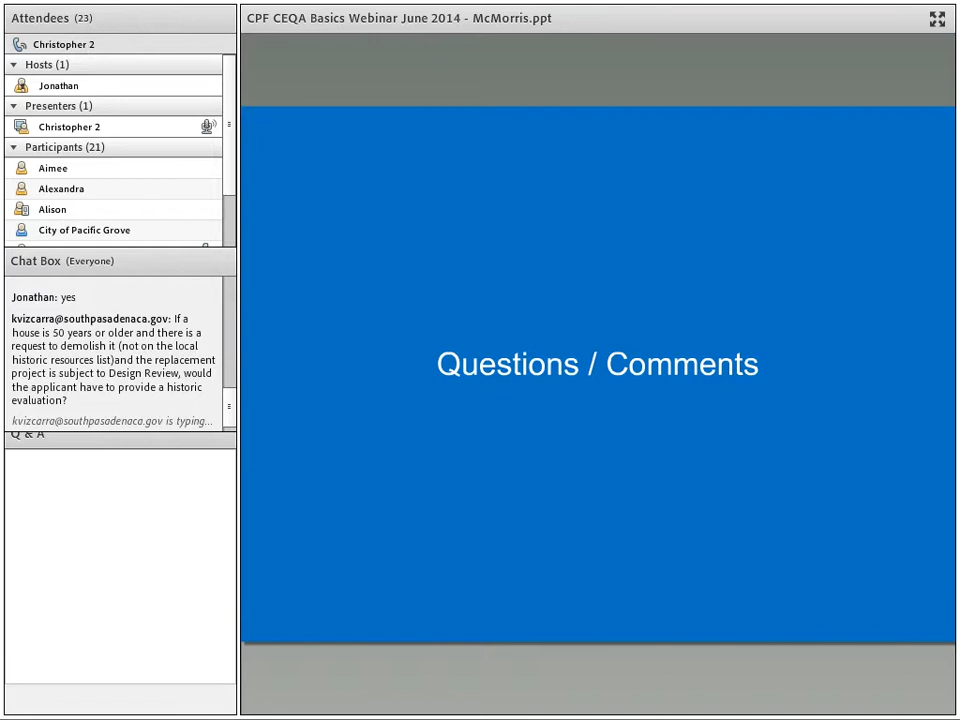 Attendees (23)
Christopher 2
Hosts (1)
Jonathan
Presenters (1)
Christopher 2
Participants (21)
Aimee
Alexandra
Alison
City of Pacific Grove
Chat Box (Everyone)
Jonathan: yes
kvizcarra@southpasadenaca.gov: If a
house is 50 years or older and there is a
request to demolish it (not on the local
historic resources list)and the replacement
project is subject to Design Review, would
the applicant have to provide a historic
evaluation?
kvizcarra@southpasadenaca.gov is typing...
Q & A
CPF CEQA Basics Webinar June 2014 - McMorris.ppt
Questions / Comments